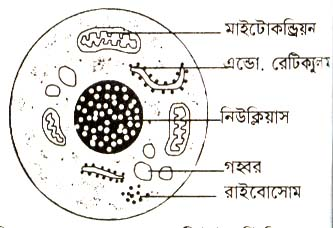 মাইটোকন্ড্রিয়ন
এন্ডো. রেটিকুলাম
নিউক্লিয়াস
গহ্বর
রাইবোসোম